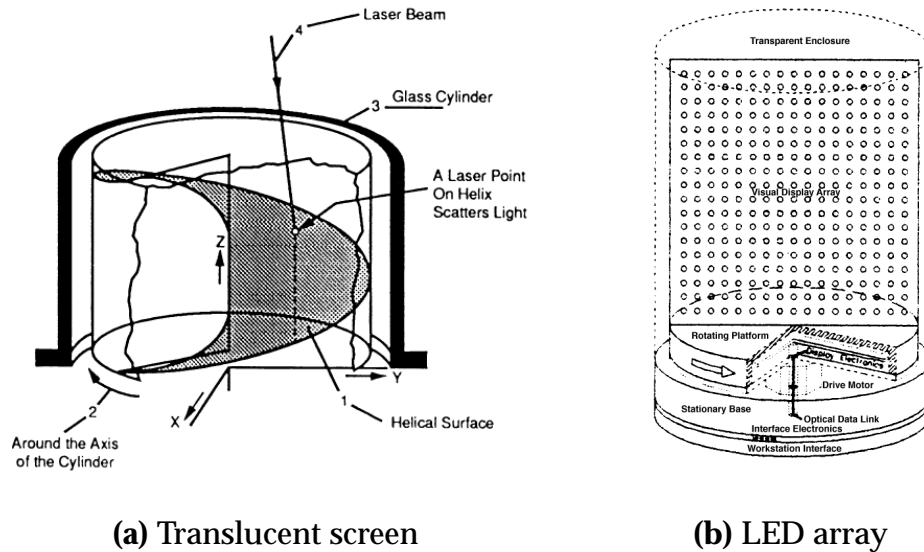 Laser Beam
4
3
Glass Cylinder
A Laser Point
On Helix
Scatters Light
Z
Y
X
1
2
Helical Surface
Around the Axis
of the Cylinder
(a) Translucent screen
Transparent Enclosure
Visual Display Array
Rotating Platform
Display Electronics
Drive Motor
Stationary Base
Optical Data Link
Interface Electronics
Workstation Interface
(b) LED array